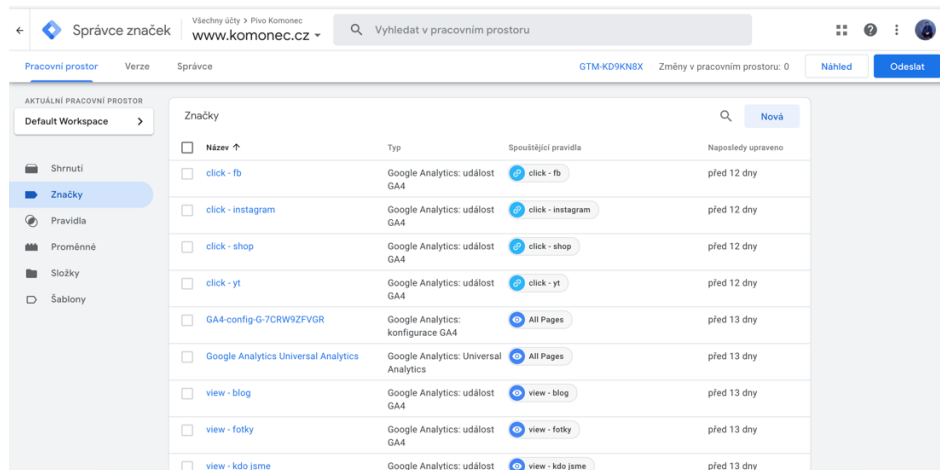 Správce značek
Všechny účty > Pivo Komonec
www.komonec.cz
Vyhledat v pracovním prostoru
Pracovní prostor
Verze
Správce
GTM-KD9KN8X
Změny v pracovním prostoru: 0
Náhled
Odeslat
AKTUÁLNÍ PRACOVNÍ PROSTOR
Default Workspace
Shrnutí
Značky
Pravidla
Proměnné
Složky
Šablony
Značky
Nová
Název
Typ
Spouštějící pravidla
Naposledy upraveno
click - fb
Google Analytics: událost
GA4
click - fb
před 12 dny
click - instagram
Google Analytics: událost
GA4
click - instagram
před 12 dny
click - shop
Google Analytics: událost
GA4
click - shop
před 12 dny
click - yt
Google Analytics: událost
GA4
click - yt
před 12 dny
GA4-config-G-7CRW9ZFVGR
Google Analytics:
konfigurace GA4
All Pages
před 13 dny
Google Analytics Universal Analytics
Google Analytics: Universal
Analytics
All Pages
před 13 dny
view - blog
Google Analytics: událost
GA4
view - blog
před 13 dny
view - fotky
Google Analytics: událost
GA4
view - fotky
před 13 dny
view - kdo jsme
Google Analytics: událost
view - kdo jsme
před 13 dny